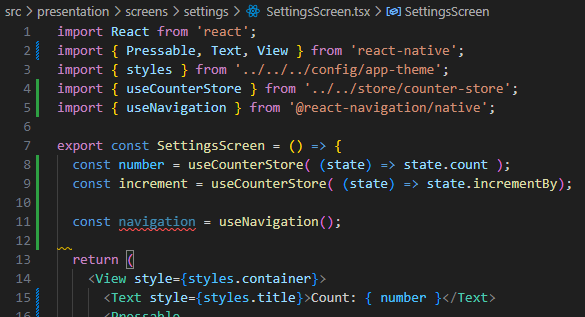 src > presentation > screens > settings > SettingsScreen.tsx > SettingsScreen
1 import React from 'react';
2 import { Pressable, Text, View } from 'react-native';
3 import { styles } from '../../../config/app-theme';
4 import { useCounterStore } from '../../store/counter-store';
5 import { useNavigation } from '@react-navigation/native';
6
7 export const SettingsScreen = () => {
8 const number = useCounterStore( (state) => state.count );
9 const increment = useCounterStore( (state) => state.incrementBy);
10
11 const navigation = useNavigation();
12
13 return (
14 <View style={styles.container}>
15 <Text style={styles.title}>Count: { number }</Text>
16 <Pressable